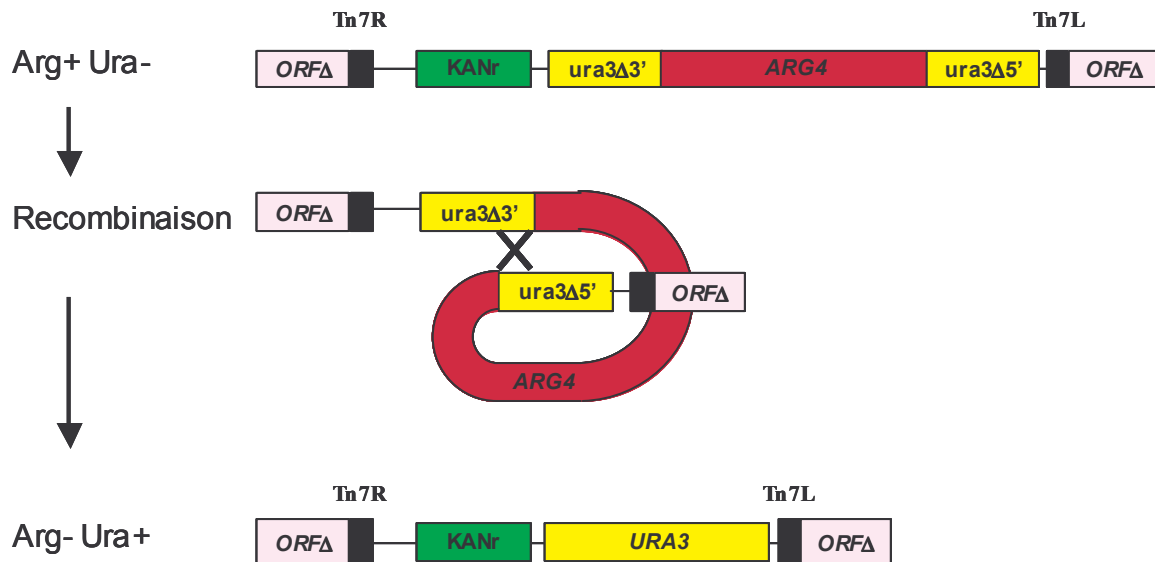 Tn7R Tn7L
Arg+ Ura- ORFΔ KANr ura3Δ3’ ARG4 ura3Δ5’ ORFΔ
Recombinaison ORFΔ ura3Δ3’
ura3Δ5’ ORFΔ
ARG4
Tn7R Tn7L
Arg- Ura+ ORFΔ KANr URA3 ORFΔ